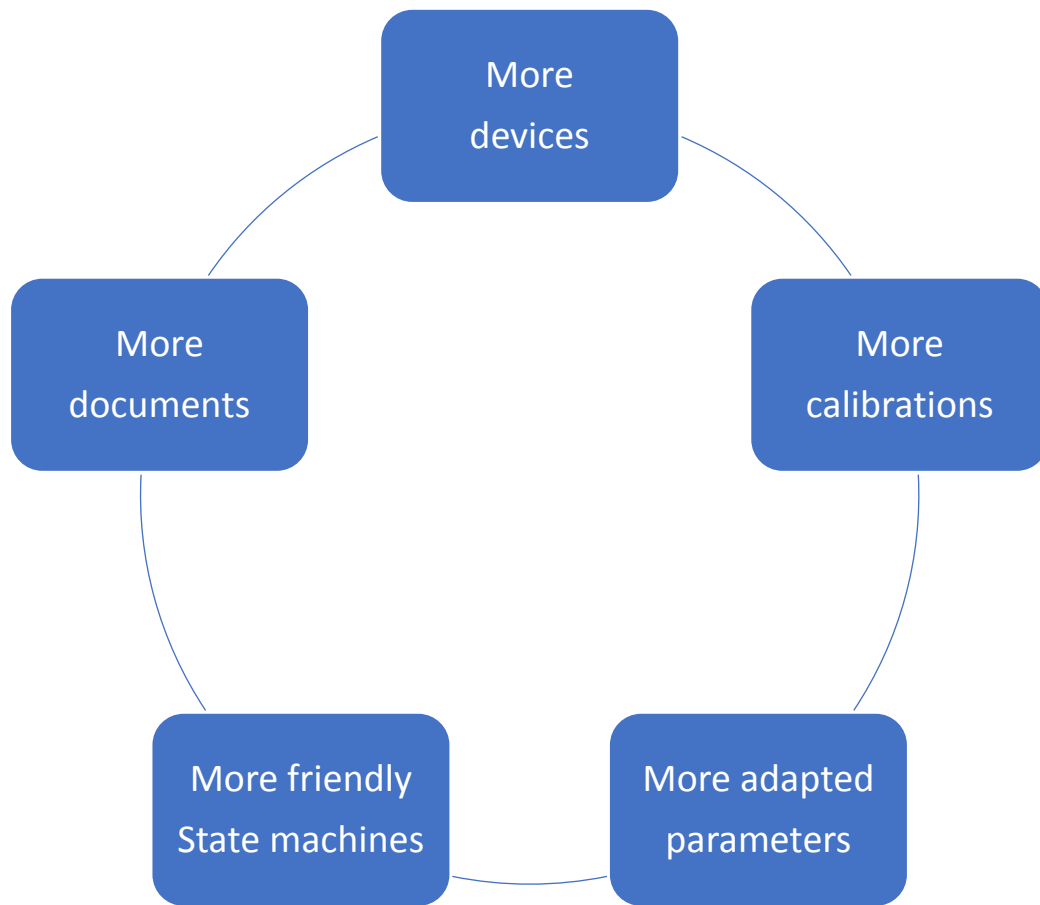 More
devices
More
calibrations
More adapted
parameters
More friendly
State machines
More
documents